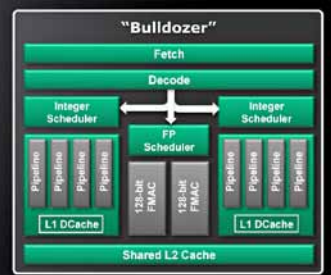 "Bulldozer"
Fetch
Decode
Integer Scheduler
FP Scheduler
Integer Scheduler
Pipeline
Pipeline
Pipeline
Pipeline
L1 DCache
128-bit FMAC
128-bit FMAC
Pipeline
Pipeline
Pipeline
Pipeline
L1 DCache
Shared L2 Cache